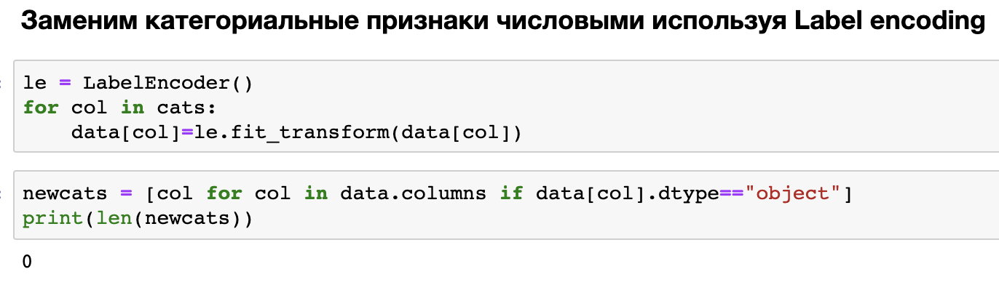 Заменим категориальные признаки числовыми используя Label encoding
le = LabelEncoder()
for col in cats:
    data[col]=le.fit_transform(data[col])
newcats = [col for col in data.columns if data[col].dtype=="object"]
print(len(newcats))
0